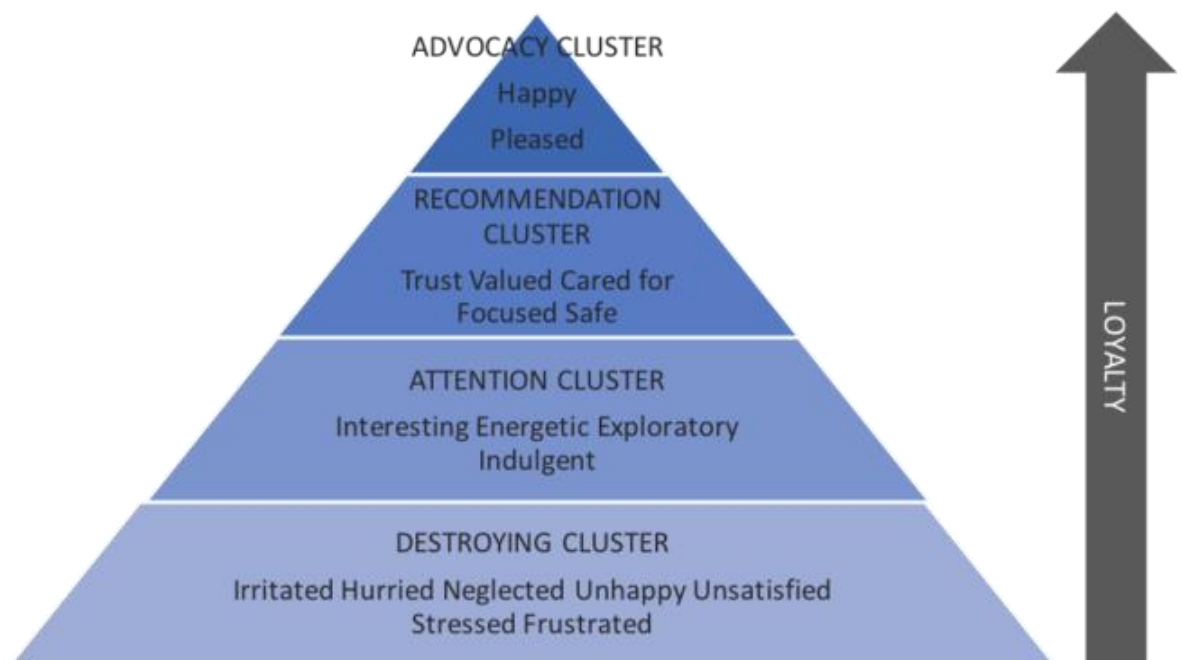 ADVOCACY CLUSTER
Happy
Pleased
RECOMMENDATION
CLUSTER
Trust Valued Cared for
Focused Safe
ATTENTION CLUSTER
Interesting Energetic Exploratory
Indulgent
DESTROYING CLUSTER
Irritated Hurried Neglected Unhappy Unsatisfied
Stressed Frustrated
LOYALTY